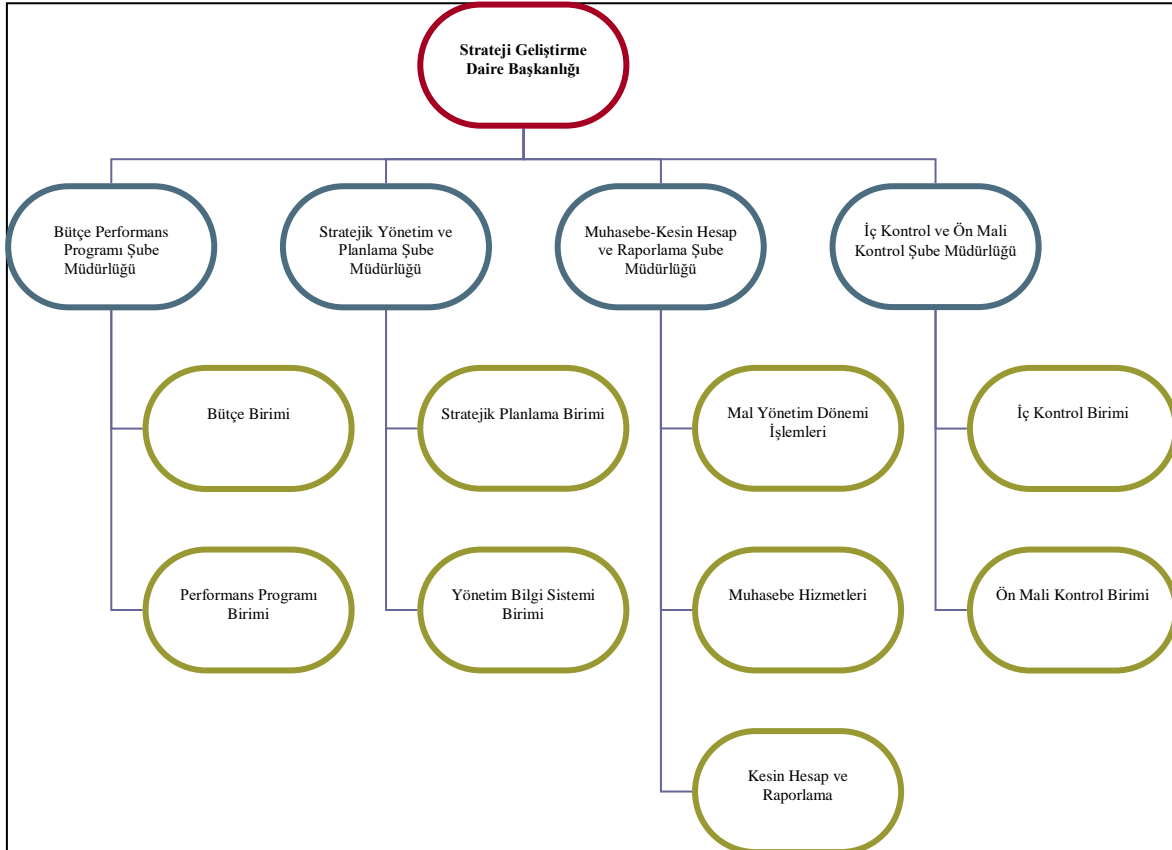 Strateji Geliştirme
Daire Başkanlığı
Bütçe Performans
Programı Şube
Müdürlüğü
Stratejik Yönetim ve
Planlama Şube
Müdürlüğü
Muhasebe-Kesin Hesap
ve Raporlama Şube
Müdürlüğü
İç Kontrol ve Ön Mali
Kontrol Şube Müdürlüğü
Bütçe Birimi
Stratejik Planlama Birimi
Mal Yönetim Dönemi
İşlemleri
İç Kontrol Birimi
Performans Programı
Birimi
Yönetim Bilgi Sistemi
Birimi
Muhasebe Hizmetleri
Ön Mali Kontrol Birimi
Kesin Hesap ve
Raporlama